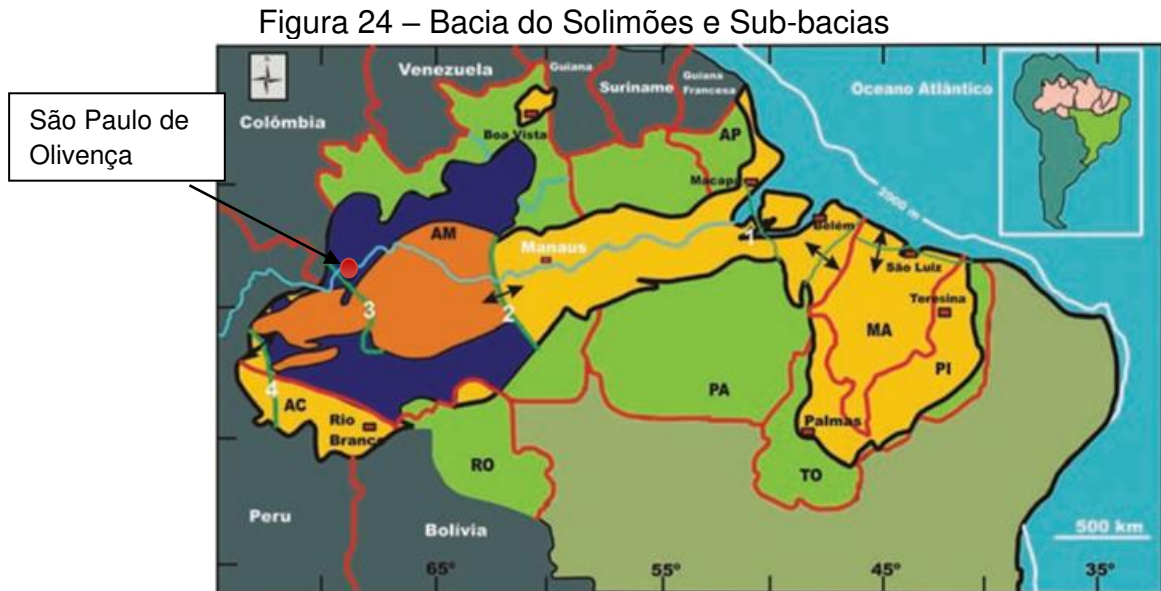 Figura 24 – Bacia do Solimões e Sub-bacias
São Paulo de
Olivença
Venezuela
Guiana
Suriname
Guiana
Francesa
Oceano Atlântico
Colômbia
Boa Vista
AP
Macapá
2000 m
AM
Manaus
1
Belém
São Luiz
3
2
Teresina
MA
4
PA
PI
AC
Rio
Branco
Palmas
RO
TO
Peru
Bolívia
500 km
65°
55°
45°
35°